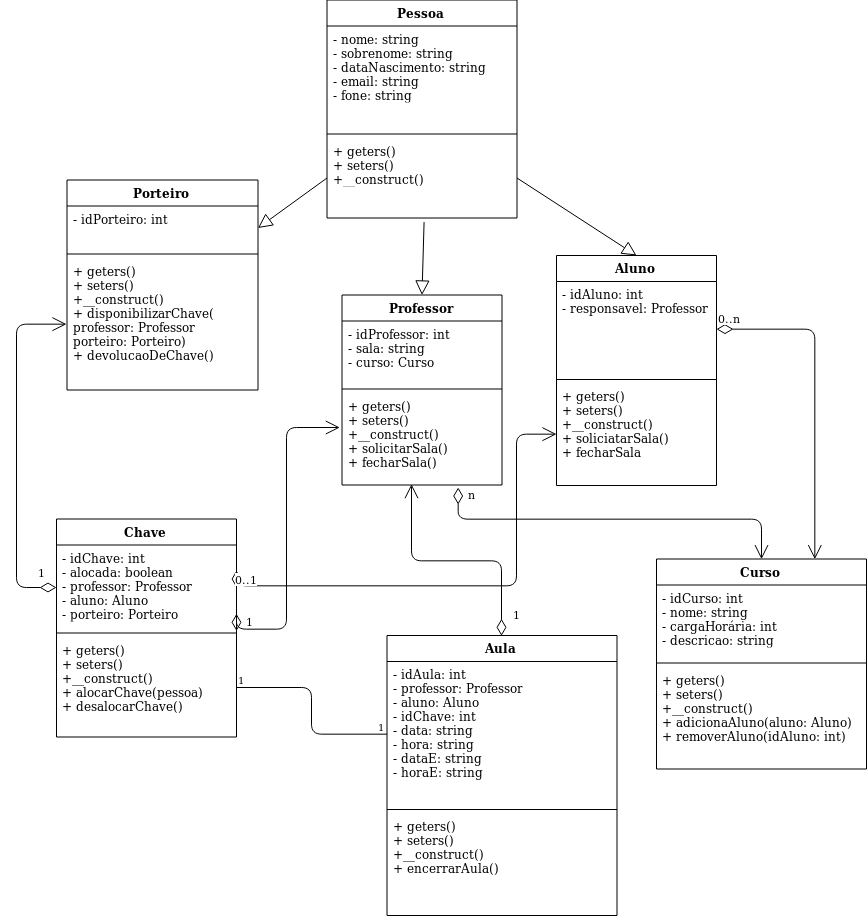 Pessoa
- nome: string
- sobrenome: string
- dataNascimento: string
- email: string
- fone: string
+ geters()
+ seters()
+__construct()
Porteiro
- idPorteiro: int
+ geters()
+ seters()
+__construct()
+ disponibilizarChave(
professor: Professor
porteiro: Porteiro)
+ devolucaoDeChave()
Professor
- idProfessor: int
- sala: string
- curso: Curso
+ geters()
+ seters()
+__construct()
+ solicitarSala()
+ fecharSala()
n
Aluno
- idAluno: int
- responsavel: Professor
+ geters()
+ seters()
+__construct()
+ soliciatarSala()
+ fecharSala
0..n
Chave
- idChave: int
- alocada: boolean
- professor: Professor
- aluno: Aluno
- porteiro: Porteiro
+ geters()
+ seters()
+__construct()
+ alocarChave(pessoa)
+ desalocarChave()
1
0..1
1
1
1
1
Aula
- idAula: int
- professor: Professor
- aluno: Aluno
- idChave: int
- data: string
- hora: string
- dataE: string
- horaE: string
+ geters()
+ seters()
+__construct()
+ encerrarAula()
Curso
- idCurso: int
- nome: string
- cargaHorária: int
- descricao: string
+ geters()
+ seters()
+__construct()
+ adicionaAluno(aluno: Aluno)
+ removerAluno(idAluno: int)